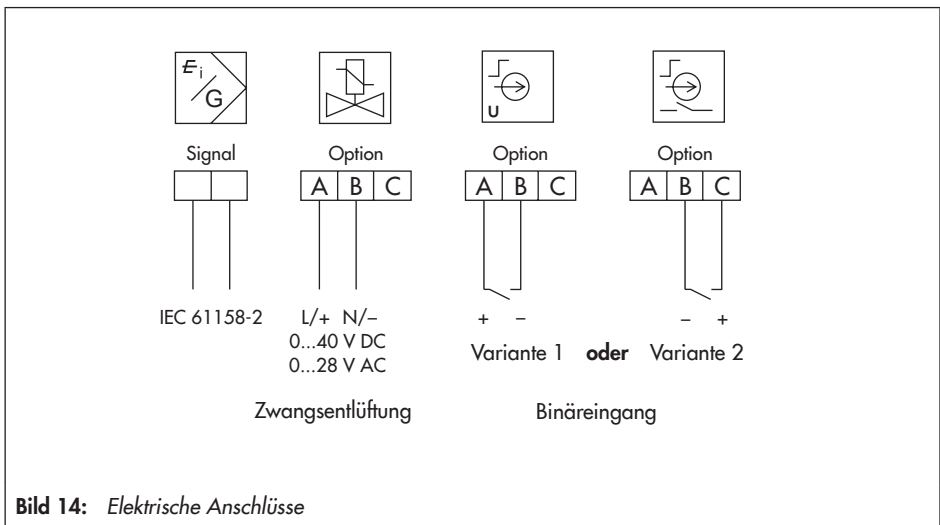 Ei/G
U
Signal Option Option Option
A B C A B C A B C
IEC 61158-2 L/+ N/– + – – +
0...40 V DC
0...28 V AC
Variante 1 oder Variante 2
Zwangsentlüftung Binäreingang
Bild 14: Elektrische Anschlüsse